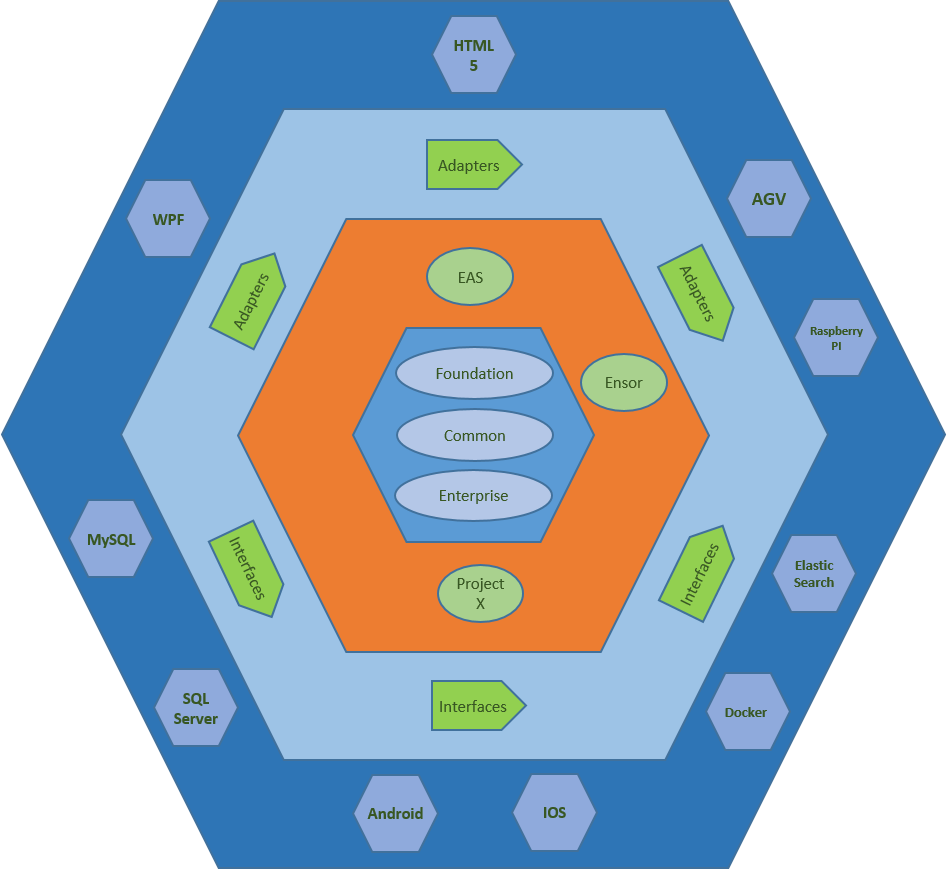 HTML
5
Adapters
AGV
WPF
Adapters
Adapters
EAS
Raspberry
PI
Foundation
Ensor
Common
Enterprise
MySQL
Interfaces
Interfaces
Elastic
Search
Project
X
SQL
Server
Interfaces
Docker
Android
IOS